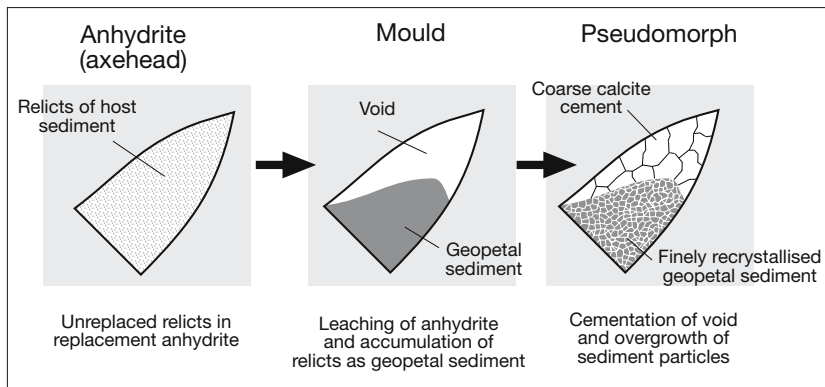 Anhydrite
(axehead)
Relicts of host
sediment
Unreplaced relicts in
replacement anhydrite
Mould
Void
Geopetal
sediment
Leaching of anhydrite
and accumulation of
relicts as geopetal sediment
Pseudomorph
Coarse calcite
cement
Finely recrystallised
geopetal sediment
Cementation of void
and overgrowth of
sediment particles